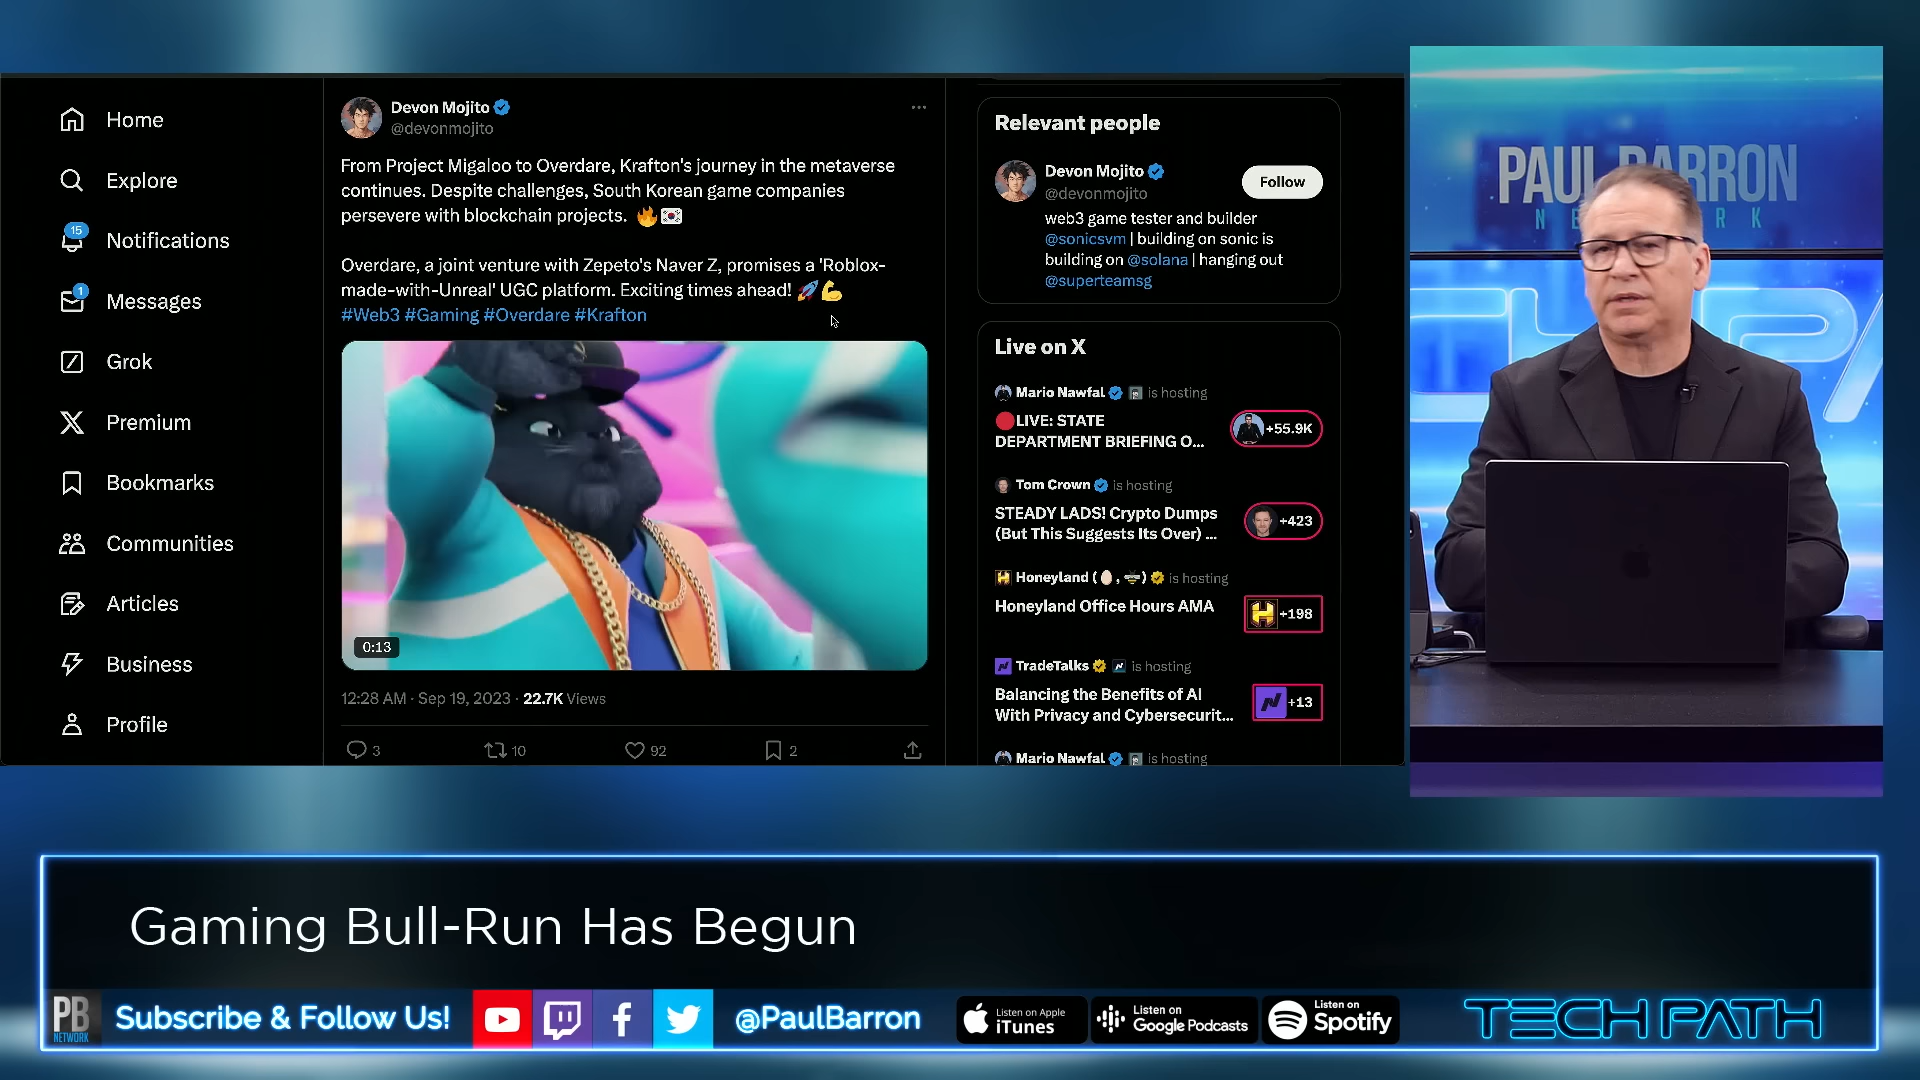 Home
Explore
15
Notifications
1
Messages
Grok
Premium
Bookmarks
Communities
Articles
Business
Profile
Devon Mojito
@devonmojito
From Project Migaloo to Overdare, Krafton's journey in the metaverse
continues. Despite challenges, South Korean game companies
persevere with blockchain projects. 🔥🇰🇷
Overdare, a joint venture with Zepeto's Naver Z, promises a 'Roblox-
made-with-Unreal' UGC platform. Exciting times ahead! 🚀💪
#Web3 #Gaming #Overdare #Krafton
0:13
12:28 AM · Sep 19, 2023 · 22.7K Views
3 10 92 2
Relevant people
Devon Mojito
@devonmojito
Follow
web3 game tester and builder
@sonicsvm | building on sonic is
building on @solana | hanging out
@superteamsg
Live on X
Mario Nawfal is hosting
🔴LIVE: STATE
DEPARTMENT BRIEFING O...
+55.9K
Tom Crown is hosting
STEADY LADS! Crypto Dumps
(But This Suggests Its Over) ...
+423
Honeyland (🥚, 🐝) is hosting
Honeyland Office Hours AMA
+198
TradeTalks is hosting
Balancing the Benefits of AI
With Privacy and Cybersecurit...
+13
Mario Nawfal is hosting
PAUL BARRON
Gaming Bull-Run Has Begun
PB
NETWORK
Subscribe & Follow Us!
@PaulBarron
Listen on Apple
iTunes
Listen on
Google Podcasts
Listen on
Spotify
TECH PATH